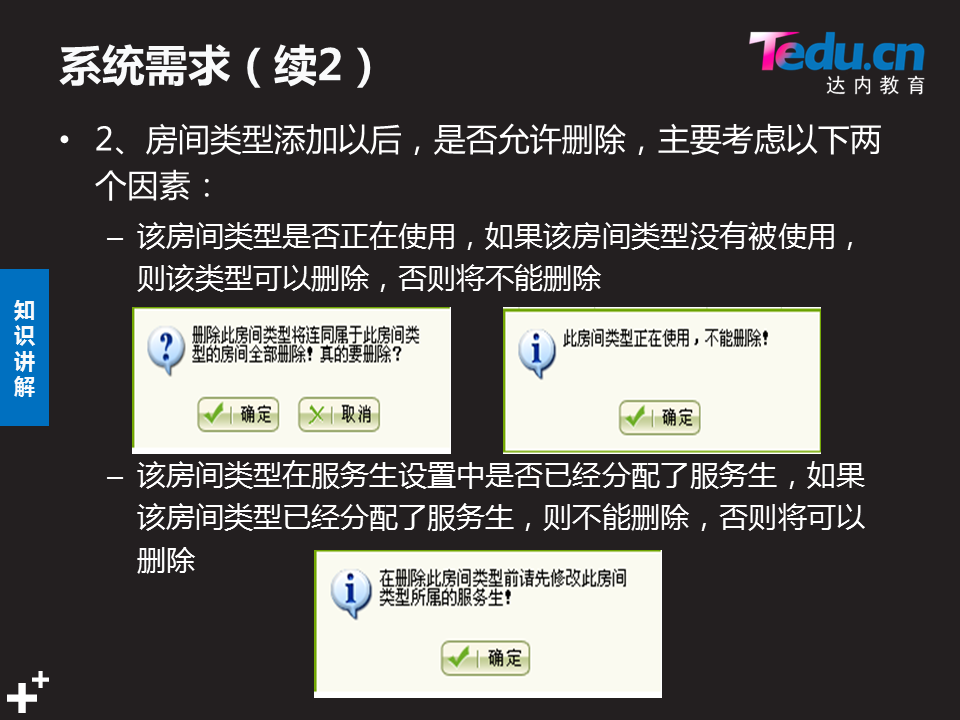 系统需求（续2）
Tedu.cn
达内教育
• 2、房间类型添加以后，是否允许删除，主要考虑以下两
个因素：
– 该房间类型是否正在使用，如果该房间类型没有被使用，
则该类型可以删除，否则将不能删除
知
识
讲
解
删除此房间类型将连同属于此房间类
型的房间全部删除！真的要删除？
确定 取消
此房间类型正在使用，不能删除！
确定
– 该房间类型在服务生设置中是否已经分配了服务生，如果
该房间类型已经分配了服务生，则不能删除，否则将可以
删除
在删除此房间类型前请先修改此房间
类型所属的服务生！
确定